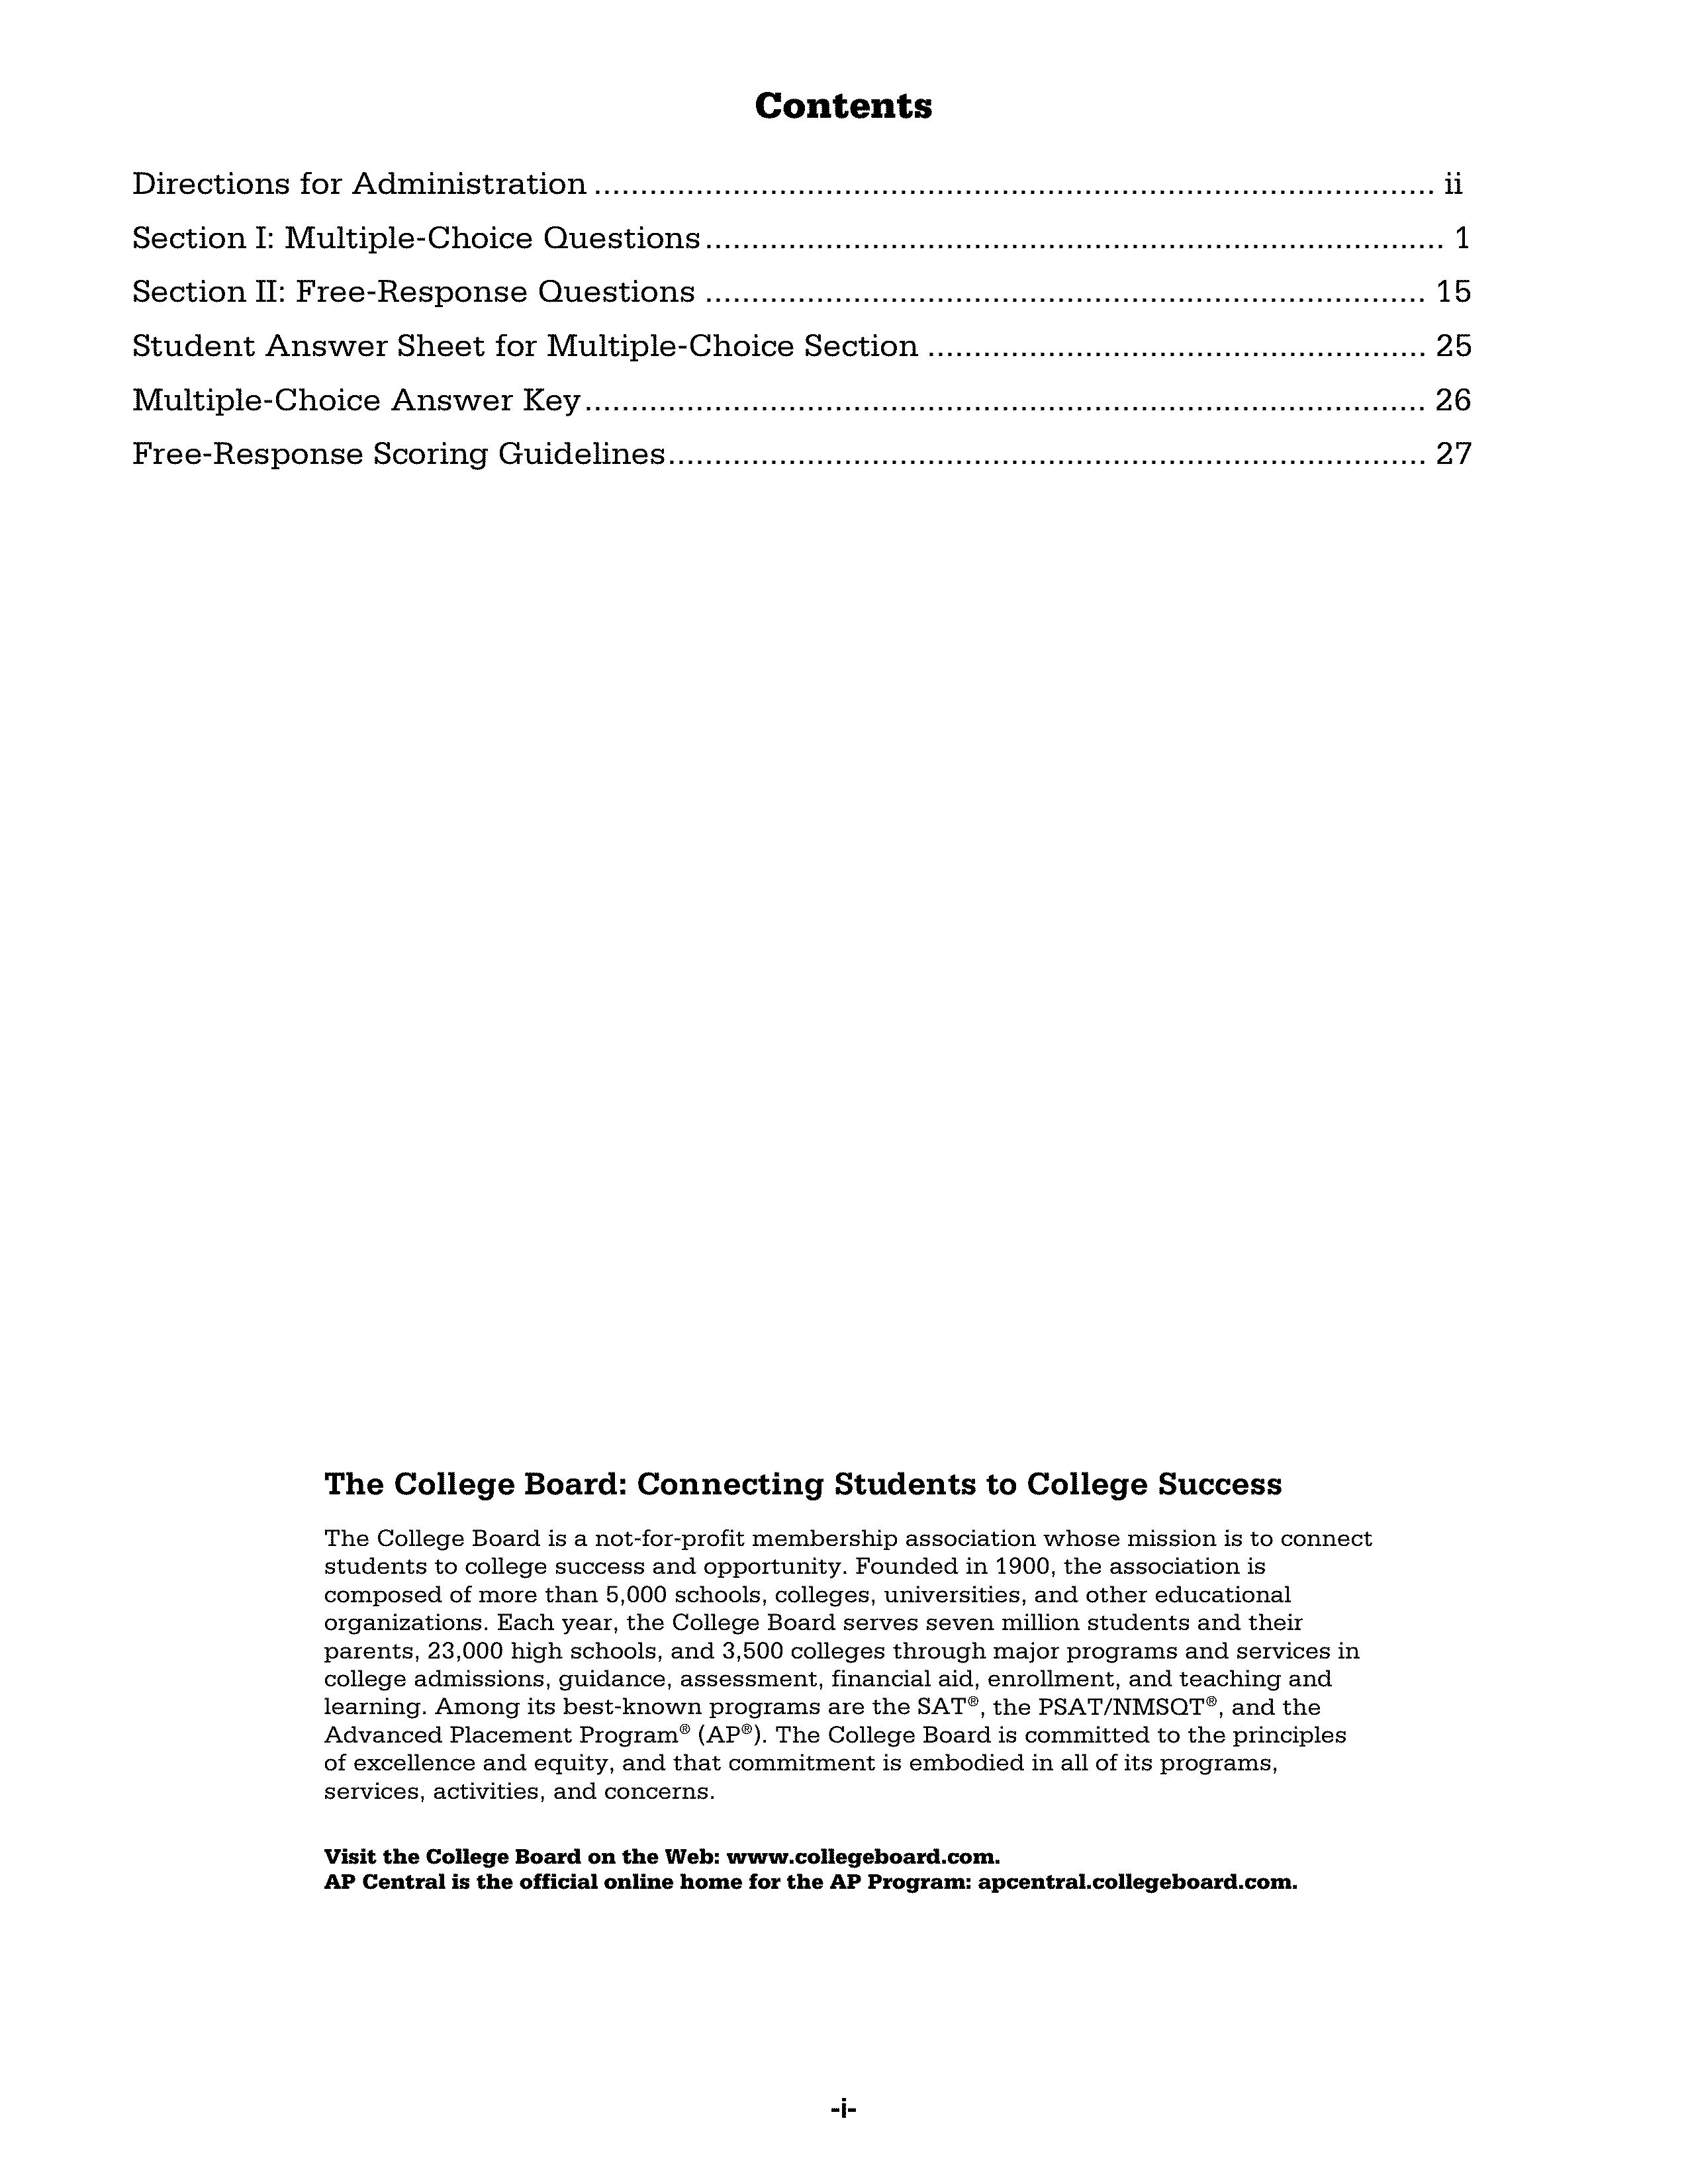 Contents
Directions for Administration ........................................................................................... ii
Section I: Multiple-Choice Questions................................................................................ 1
Section II: Free-Response Questions .............................................................................. 15
Student Answer Sheet for Multiple-Choice Section ...................................................... 25
Multiple-Choice Answer Key........................................................................................... 26
Free-Response Scoring Guidelines.................................................................................. 27
The College Board: Connecting Students to College Success
The College Board is a not-for-profit membership association whose mission is to connect
students to college success and opportunity. Founded in 1900, the association is
composed of more than 5,000 schools, colleges, universities, and other educational
organizations. Each year, the College Board serves seven million students and their
parents, 23,000 high schools, and 3,500 colleges through major programs and services in
college admissions, guidance, assessment, financial aid, enrollment, and teaching and
learning. Among its best-known programs are the SAT®, the PSAT/NMSQT®, and the
Advanced Placement Program® (AP®). The College Board is committed to the principles
of excellence and equity, and that commitment is embodied in all of its programs,
services, activities, and concerns.
Visit the College Board on the Web: www.collegeboard.com.
AP Central is the official online home for the AP Program: apcentral.collegeboard.com.
-i-